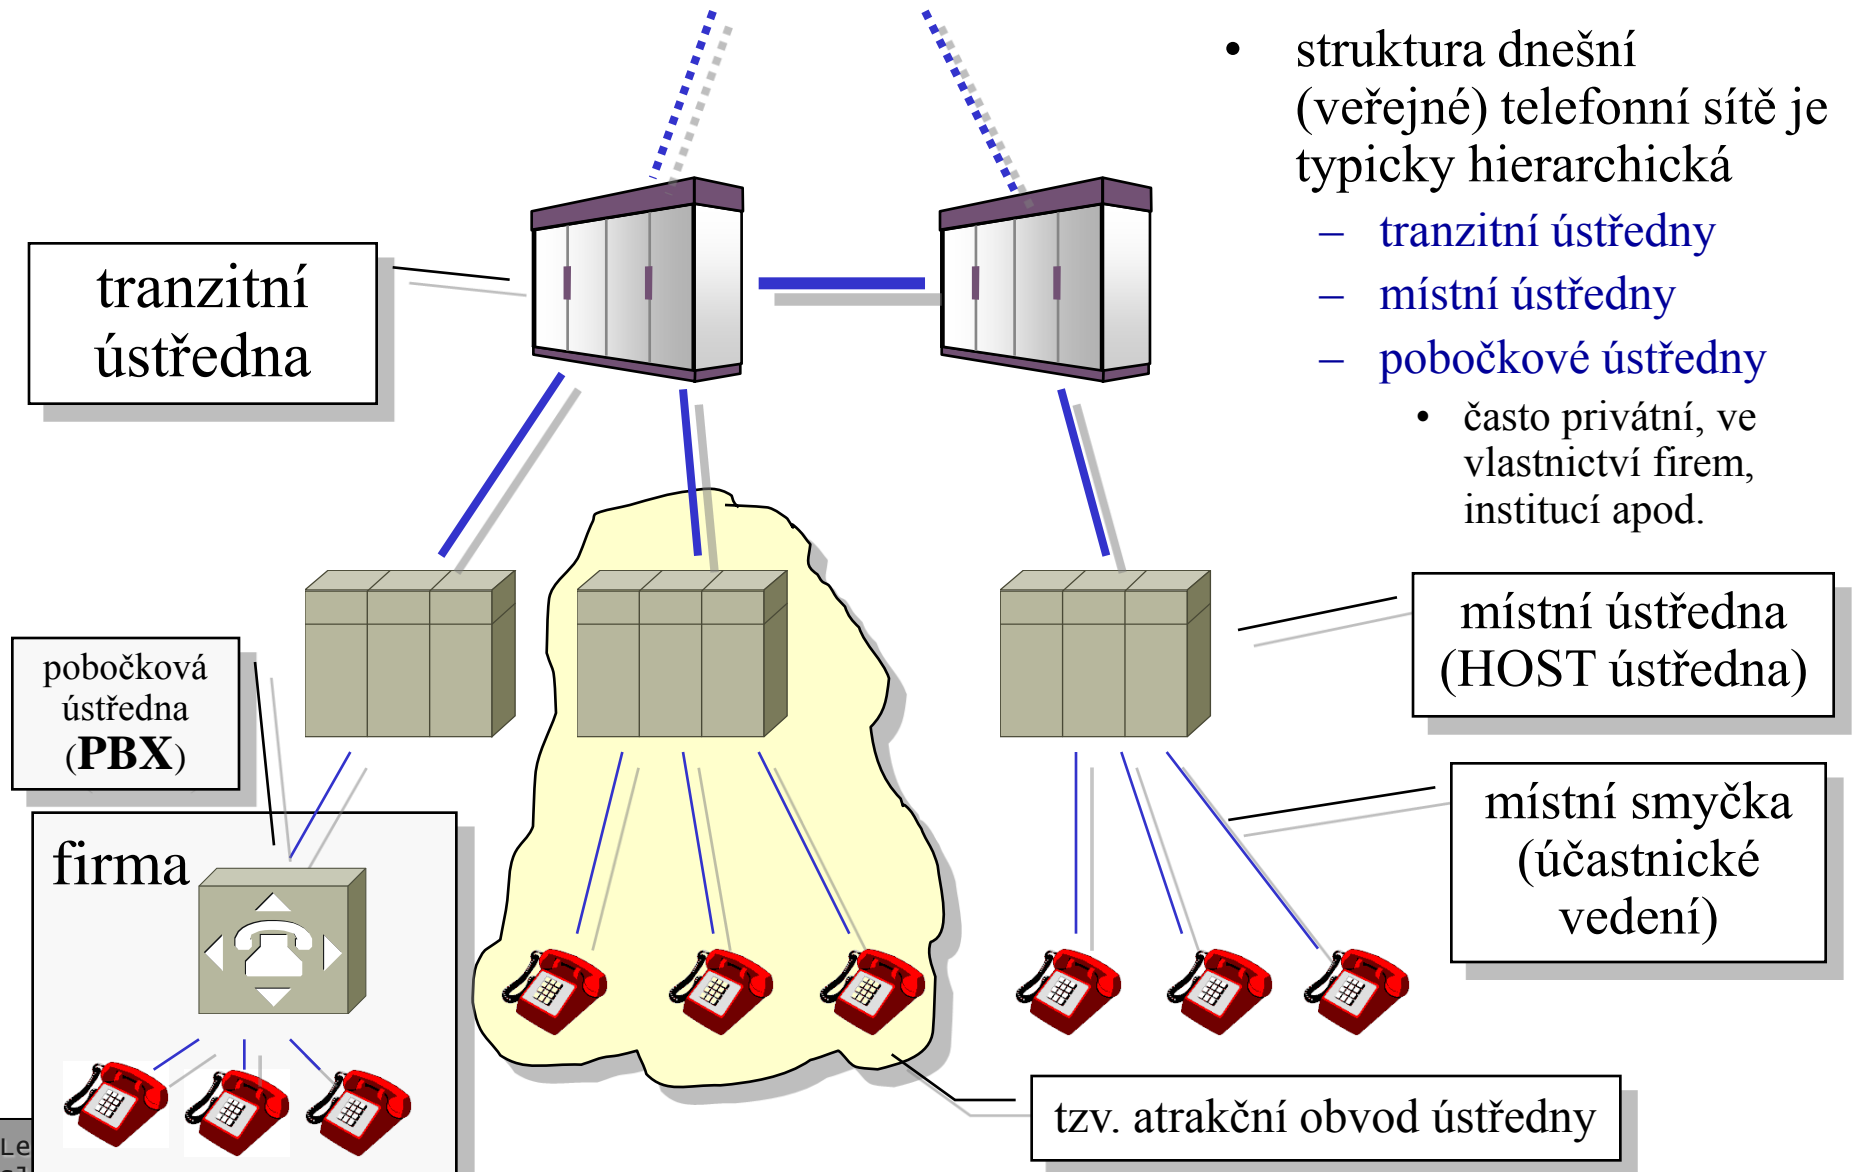 • struktura dnešní
(veřejné) telefonní sítě je
typicky hierarchická
– tranzitní ústředny
– místní ústředny
– pobočkové ústředny
• často privátní, ve
vlastnictví firem,
institucí apod.
tranzitní
ústředna
místní ústředna
(HOST ústředna)
pobočková
ústředna
(PBX)
místní smyčka
(účastnické
vedení)
firma
tzv. atrakční obvod ústředny
Le